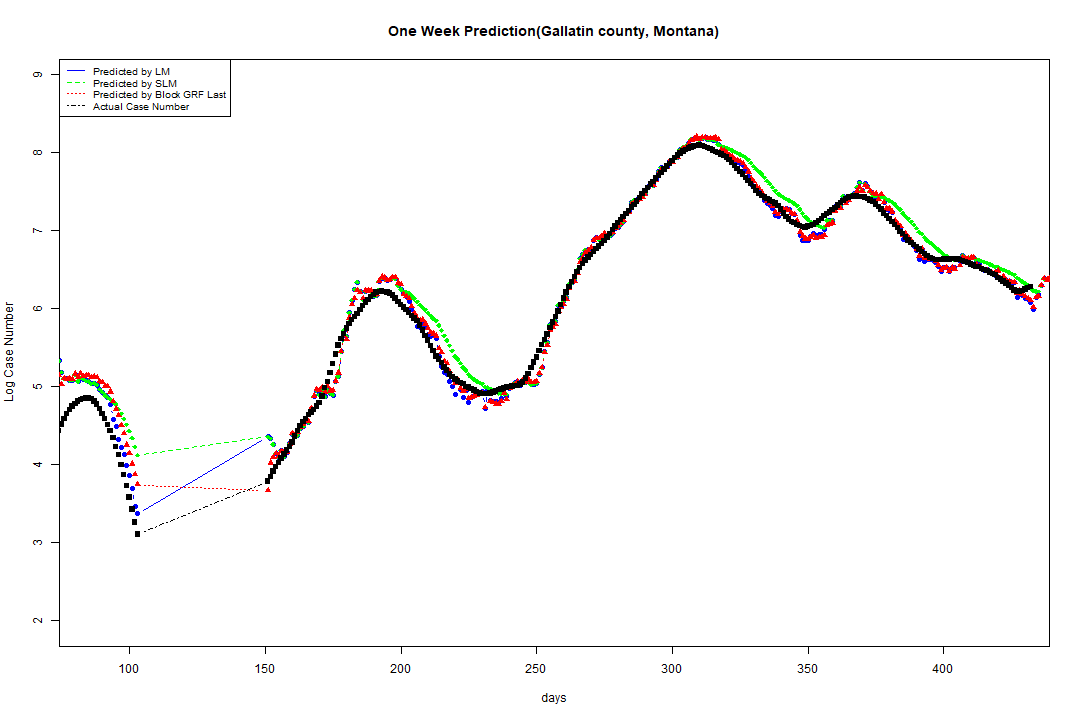 One Week Prediction(Gallatin county, Montana)
Predicted by LM
Predicted by SLM
Predicted by Block GRF Last
Actual Case Number
Log Case Number
9
8
7
6
5
4
3
2
100 150 200 250 300 350 400
days